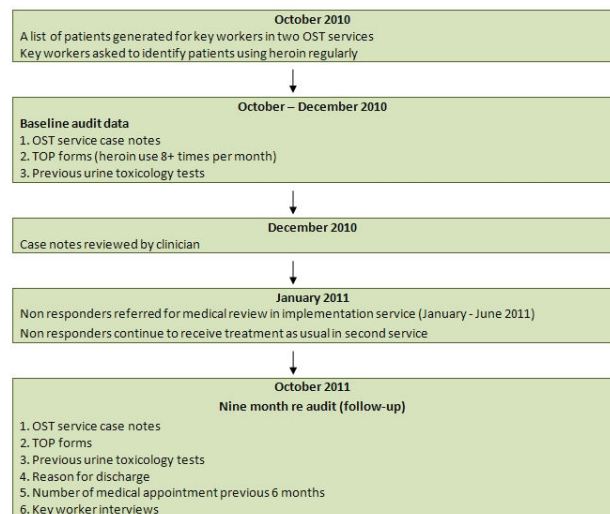 October 2010
A list of patients generated for key workers in two OST services
Key workers asked to identify patients using heroin regularly
October – December 2010
Baseline audit data
1. OST service case notes
2. TOP forms (heroin use 8+ times per month)
3. Previous urine toxicology tests
December 2010
Case notes reviewed by clinician
January 2011
Non responders referred for medical review in implementation service (January - June 2011)
Non responders continue to receive treatment as usual in second service
October 2011
Nine month re audit (follow-up)
1. OST service case notes
2. TOP forms
3. Previous urine toxicology tests
4. Reason for discharge
5. Number of medical appointment previous 6 months
6. Key worker interviews